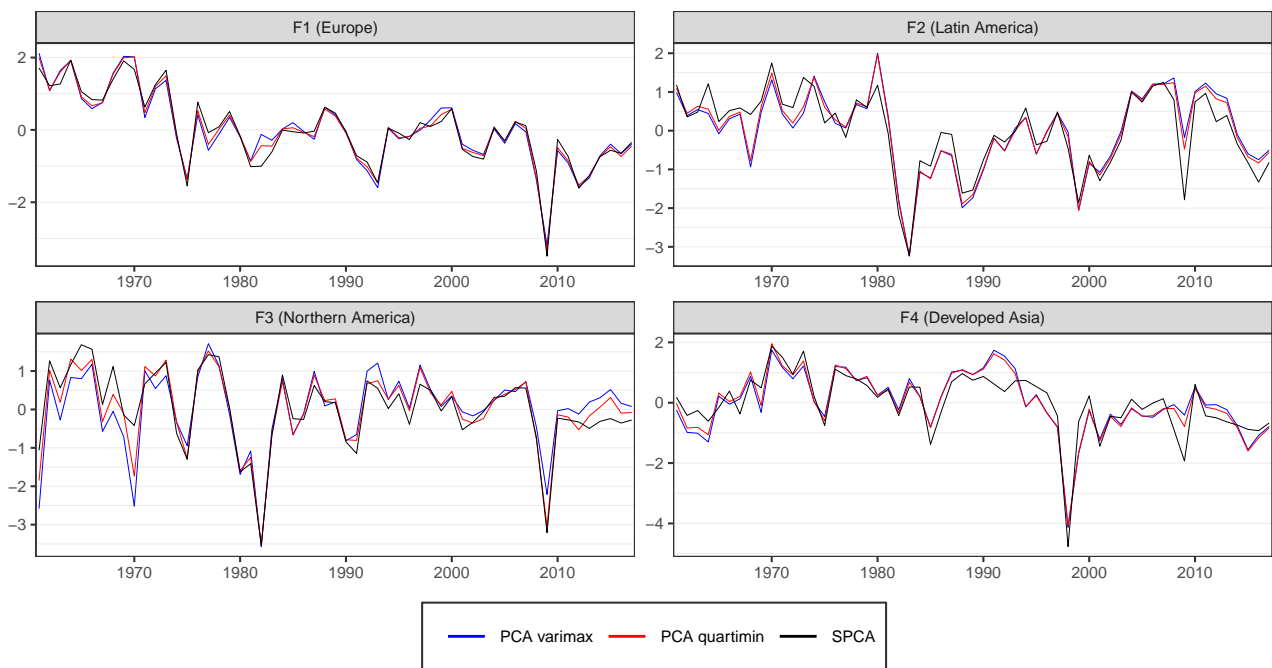 F1 (Europe)
2
0
−2
1970 1980 1990 2000 2010
F2 (Latin America)
2
1
0
−1
−2
−3
1970 1980 1990 2000 2010
F3 (Northern America)
1
0
−1
−2
−3
1970 1980 1990 2000 2010
F4 (Developed Asia)
2
0
−2
−4
1970 1980 1990 2000 2010
PCA varimax PCA quartimin SPCA